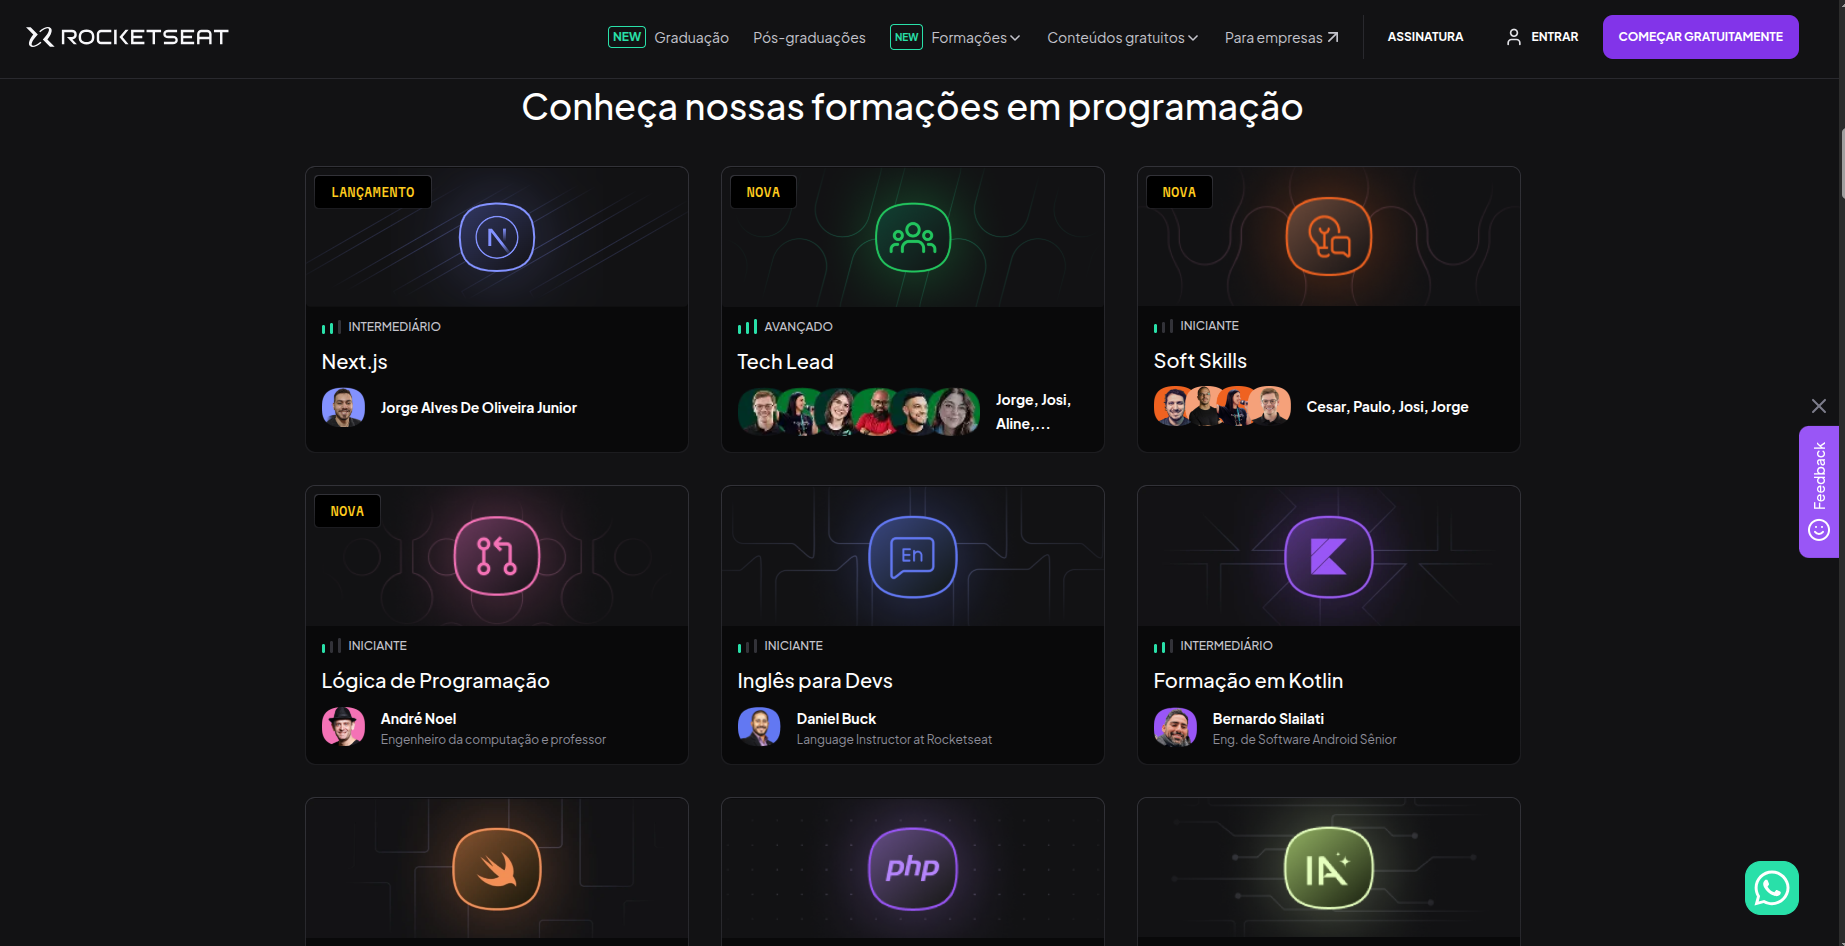 ROCKETSEAT
NEW Graduação Pós-graduações NEW Formações Conteúdos gratuitos Para empresas ASSINATURA ENTRAR COMEÇAR GRATUITAMENTE
Conheça nossas formações em programação
LANÇAMENTO
N
INTERMEDIÁRIO
Next.js
Jorge Alves De Oliveira Junior
NOVA
AVANÇADO
Tech Lead
Jorge, Josi,
Aline,...
NOVA
INICIANTE
Soft Skills
Cesar, Paulo, Josi, Jorge
NOVA
INICIANTE
Lógica de Programação
André Noel
Engenheiro da computação e professor
En
INICIANTE
Inglês para Devs
Daniel Buck
Language Instructor at Rocketseat
INTERMEDIÁRIO
Formação em Kotlin
Bernardo Slailati
Eng. de Software Android Sênior
php
IA
Feedback